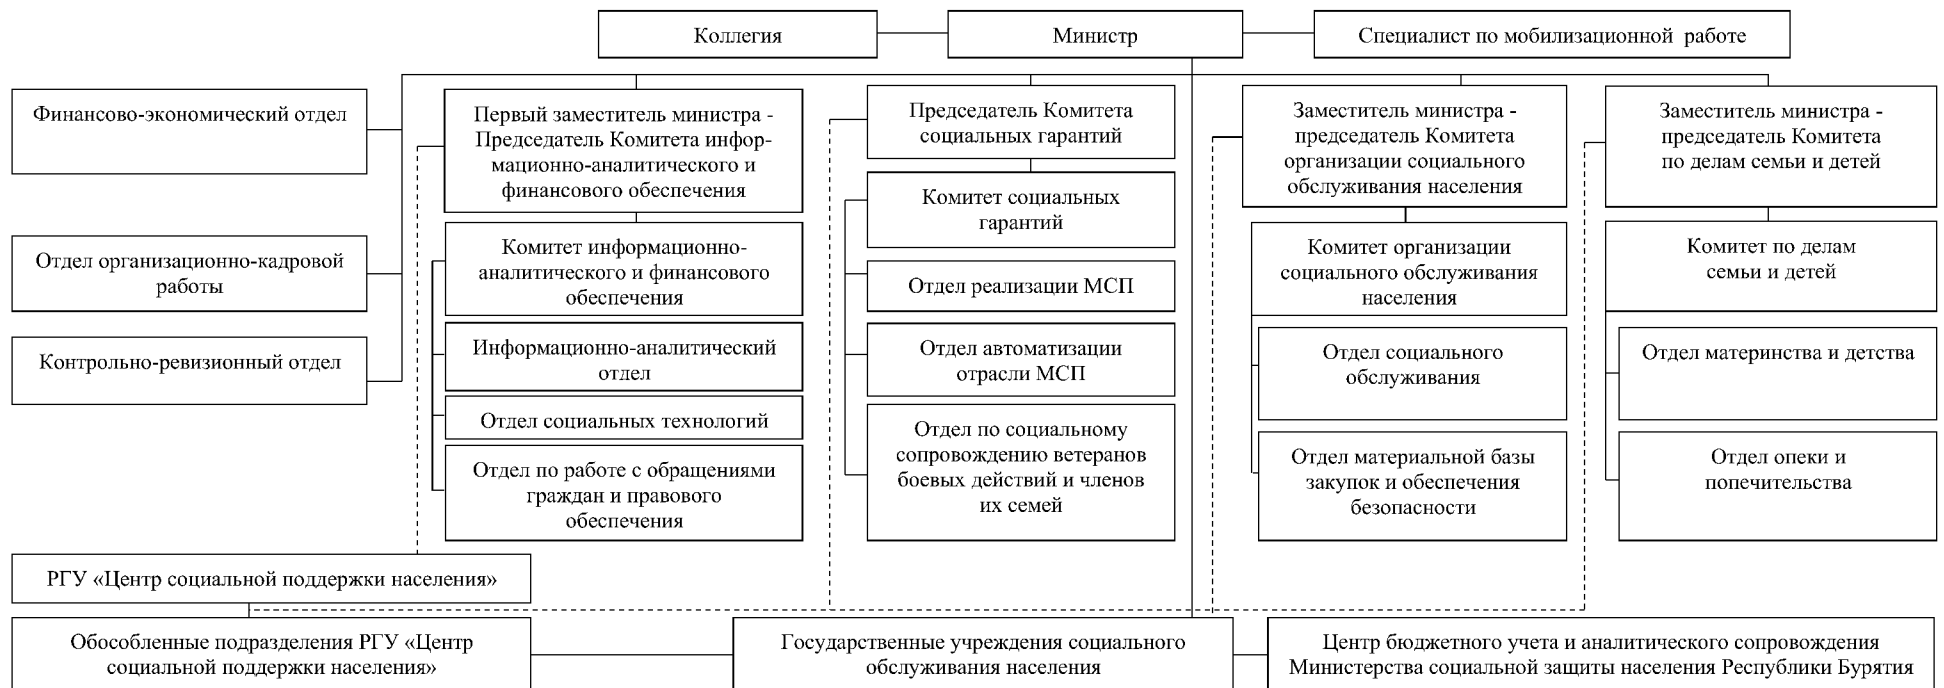 Коллегия
Министр
Специалист по мобилизационной работе
Финансово-экономический отдел
Отдел организационно-кадровой
работы
Контрольно-ревизионный отдел
Первый заместитель министра -
Председатель Комитета инфор-
мационно-аналитического и
финансового обеспечения
Комитет информационно-
аналитического и финансового
обеспечения
Информационно-аналитический
отдел
Отдел социальных технологий
Отдел по работе с обращениями
граждан и правового
обеспечения
Председатель Комитета
социальных гарантий
Комитет социальных
гарантий
Отдел реализации МСП
Отдел автоматизации
отрасли МСП
Отдел по социальному
сопровождению ветеранов
боевых действий и членов
их семей
Заместитель министра -
председатель Комитета
организации социального
обслуживания населения
Комитет организации
социального обслуживания
населения
Отдел социального
обслуживания
Отдел материальной базы
закупок и обеспечения
безопасности
Заместитель министра -
председатель Комитета
по делам семьи и детей
Комитет по делам
семьи и детей
Отдел материнства и детства
Отдел опеки и
попечительства
РГУ «Центр социальной поддержки населения»
Обособленные подразделения РГУ «Центр
социальной поддержки населения»
Государственные учреждения социального
обслуживания населения
Центр бюджетного учета и аналитического сопровождения
Министерства социальной защиты населения Республики Бурятия